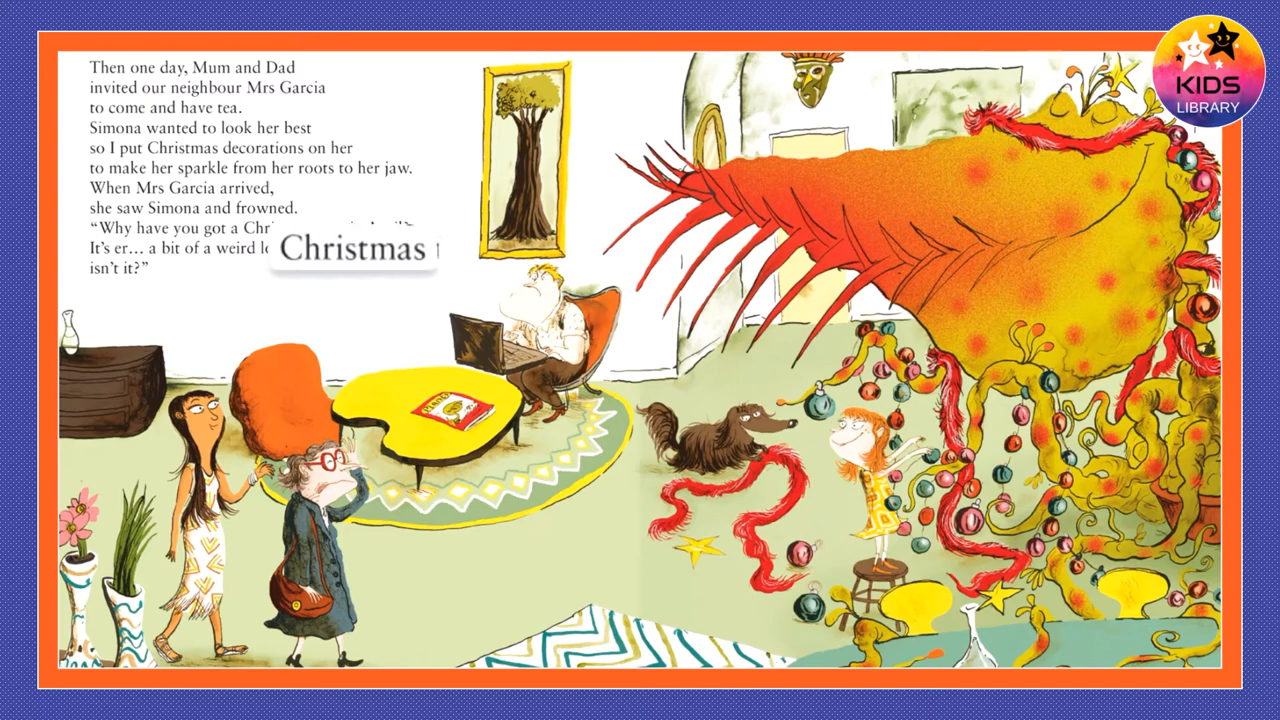 Then one day, Mum and Dad
invited our neighbour Mrs Garcia
to come and have tea.
Simona wanted to look her best
so I put Christmas decorations on her
to make her sparkle from her roots to her jaw.
When Mrs Garcia arrived,
she saw Simona and frowned.
“Why have you got a
It’s er… a bit of a weird
Christmas
isn’t it?”
KIDS
LIBRARY